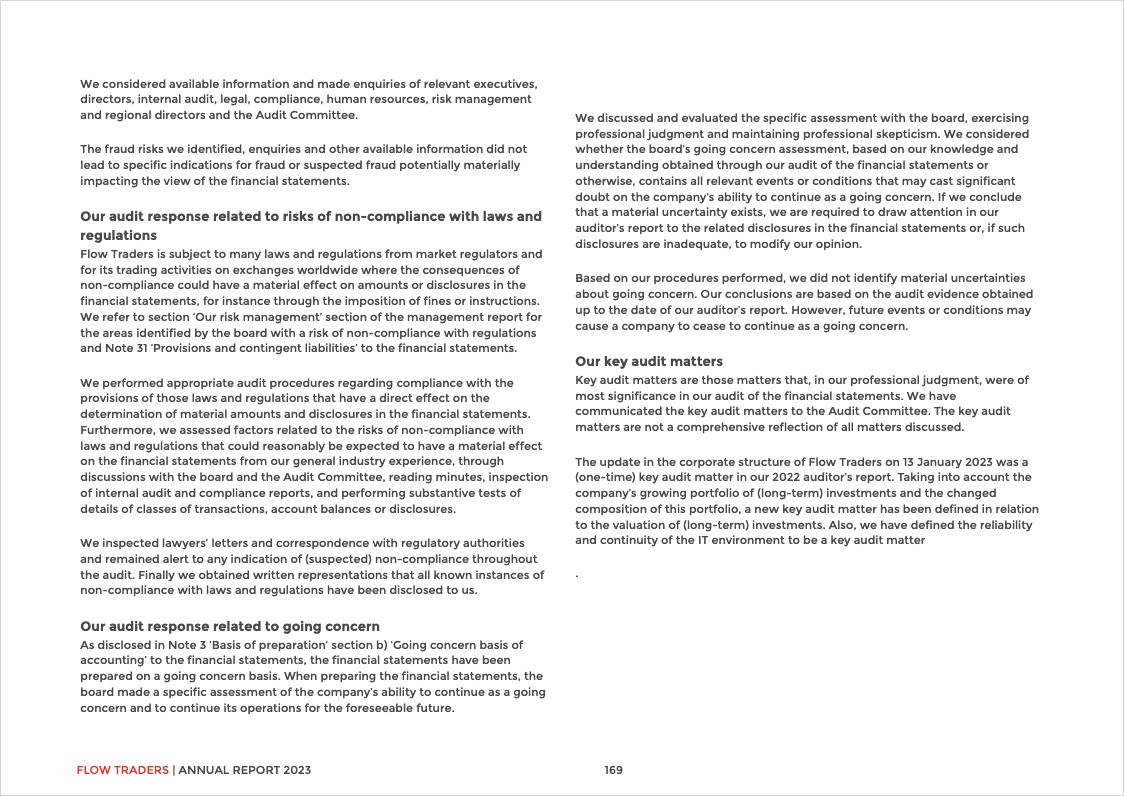 We considered available information and made enquiries of relevant executives,
directors, internal audit, legal, compliance, human resources, risk management
and regional directors and the Audit Committee.
The fraud risks we identified, enquiries and other available information did not
lead to specific indications for fraud or suspected fraud potentially materially
impacting the view of the financial statements.
Our audit response related to risks of non-compliance with laws and
regulations
Flow Traders is subject to many laws and regulations from market regulators and
for its trading activities on exchanges worldwide where the consequences of
non-compliance could have a material effect on amounts or disclosures in the
financial statements, for instance through the imposition of fines or instructions.
We refer to section ‘Our risk management’ section of the management report for
the areas identified by the board with a risk of non-compliance with regulations
and Note 31 ‘Provisions and contingent liabilities’ to the financial statements.
We performed appropriate audit procedures regarding compliance with the
provisions of those laws and regulations that have a direct effect on the
determination of material amounts and disclosures in the financial statements.
Furthermore, we assessed factors related to the risks of non-compliance with
laws and regulations that could reasonably be expected to have a material effect
on the financial statements from our general industry experience, through
discussions with the board and the Audit Committee, reading minutes, inspection
of internal audit and compliance reports, and performing substantive tests of
details of classes of transactions, account balances or disclosures.
We inspected lawyers’ letters and correspondence with regulatory authorities
and remained alert to any indication of (suspected) non-compliance throughout
the audit. Finally we obtained written representations that all known instances of
non-compliance with laws and regulations have been disclosed to us.
Our audit response related to going concern
As disclosed in Note 3 ‘Basis of preparation’ section b) ‘Going concern basis of
accounting’ to the financial statements, the financial statements have been
prepared on a going concern basis. When preparing the financial statements, the
board made a specific assessment of the company’s ability to continue as a going
concern and to continue its operations for the foreseeable future.
We discussed and evaluated the specific assessment with the board, exercising
professional judgment and maintaining professional skepticism. We considered
whether the board’s going concern assessment, based on our knowledge and
understanding obtained through our audit of the financial statements or
otherwise, contains all relevant events or conditions that may cast significant
doubt on the company’s ability to continue as a going concern. If we conclude
that a material uncertainty exists, we are required to draw attention in our
auditor’s report to the related disclosures in the financial statements or, if such
disclosures are inadequate, to modify our opinion.
Based on our procedures performed, we did not identify material uncertainties
about going concern. Our conclusions are based on the audit evidence obtained
up to the date of our auditor’s report. However, future events or conditions may
cause a company to cease to continue as a going concern.
Our key audit matters
Key audit matters are those matters that, in our professional judgment, were of
most significance in our audit of the financial statements. We have
communicated the key audit matters to the Audit Committee. The key audit
matters are not a comprehensive reflection of all matters discussed.
The update in the corporate structure of Flow Traders on 13 January 2023 was a
(one-time) key audit matter in our 2022 auditor’s report. Taking into account the
company’s growing portfolio of (long-term) investments and the changed
composition of this portfolio, a new key audit matter has been defined in relation
to the valuation of (long-term) investments. Also, we have defined the reliability
and continuity of the IT environment to be a key audit matter
.
FLOW TRADERS | ANNUAL REPORT 2023
169